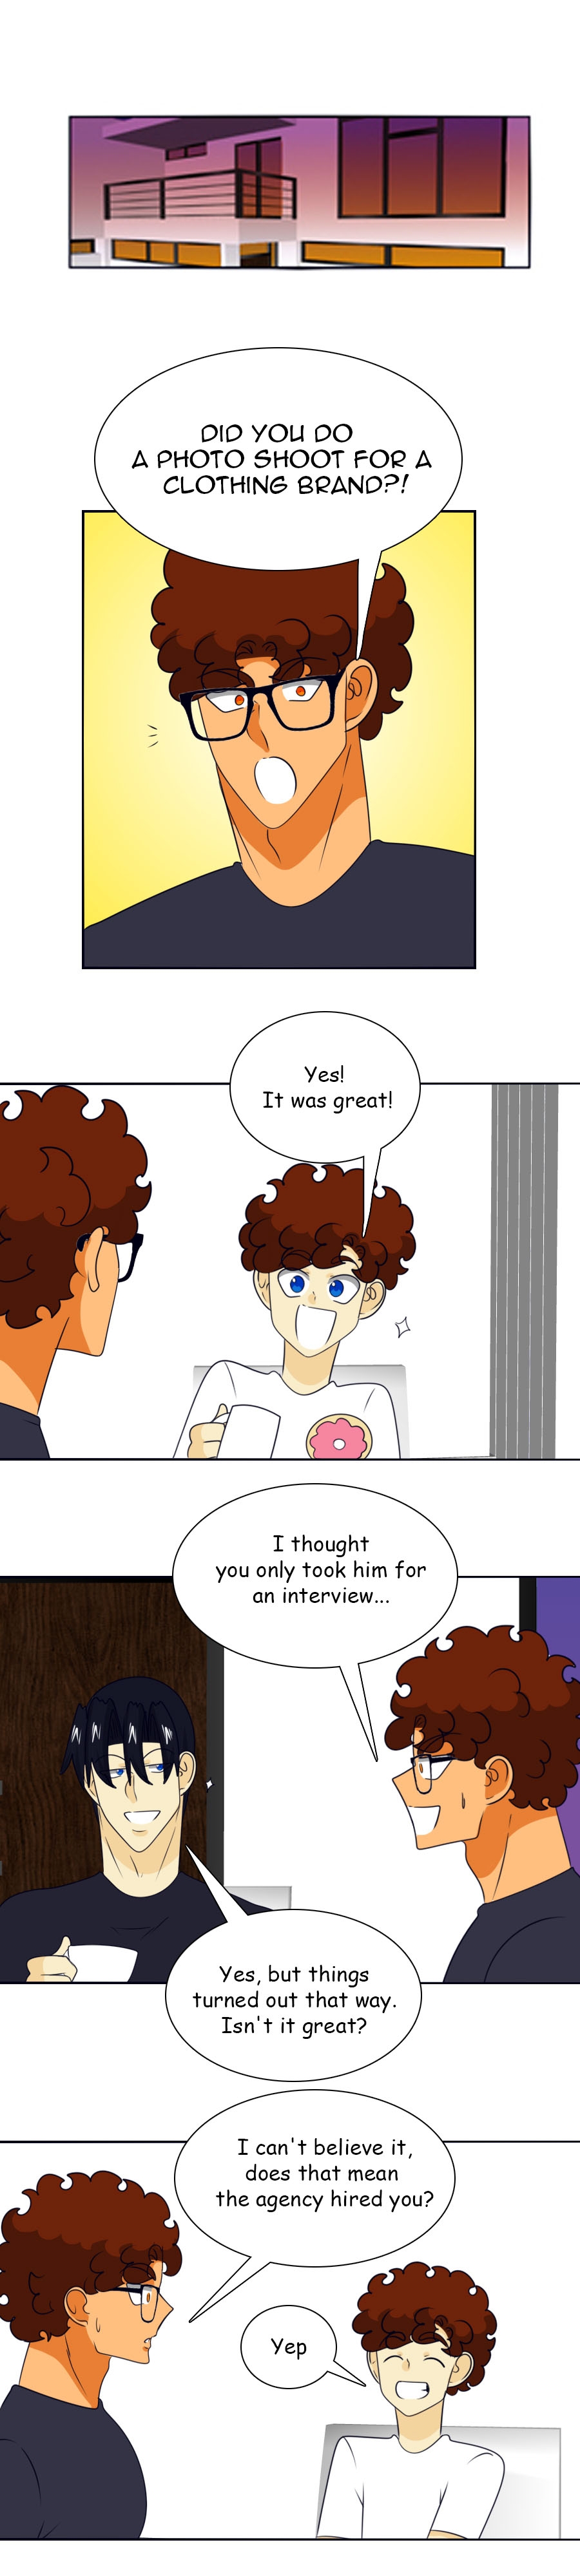 DID YOU DO
A PHOTO SHOOT FOR A
CLOTHING BRAND?!
Yes!
It was great!
I thought
you only took him for
an interview...
Yes, but things
turned out that way.
Isn't it great?
I can't believe it,
does that mean
the agency hired you?
Yep